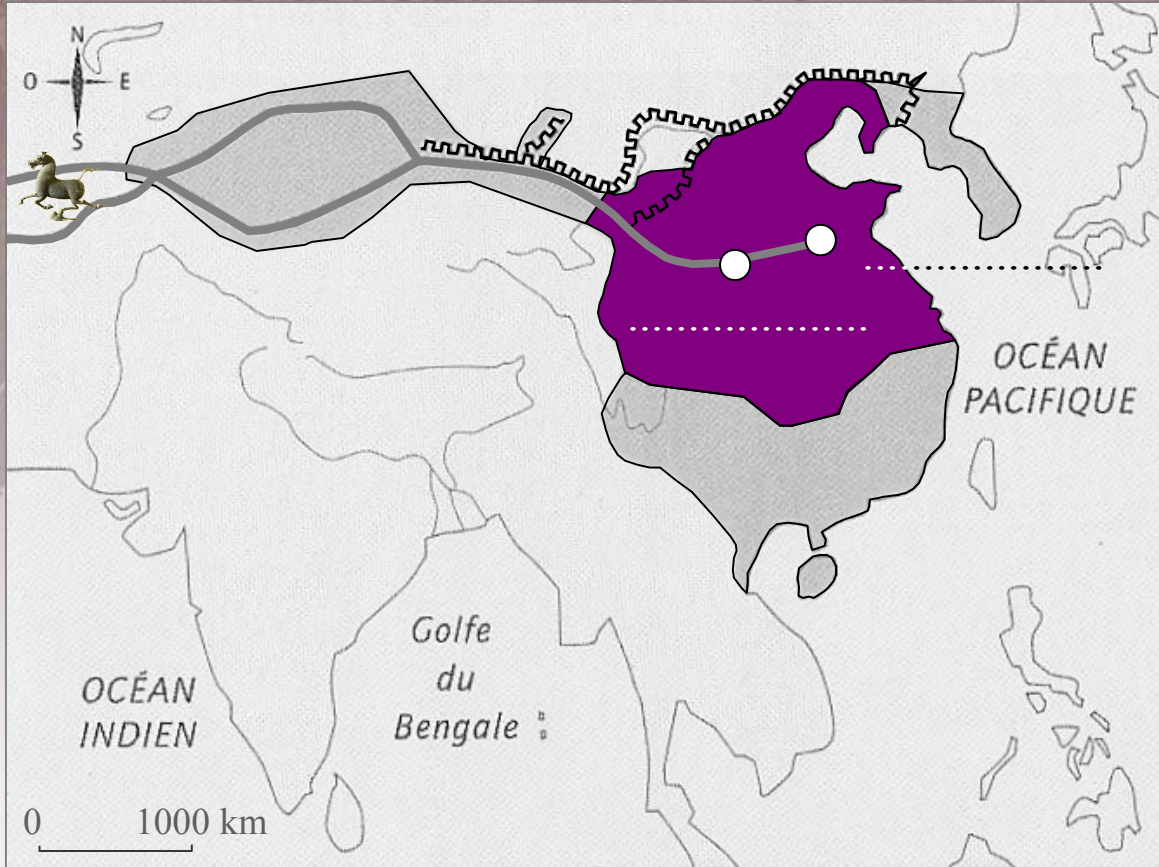 N
O E
S
OCÉAN
PACIFIQUE
Golfe
du
Bengale
OCÉAN
INDIEN
0 1000 km